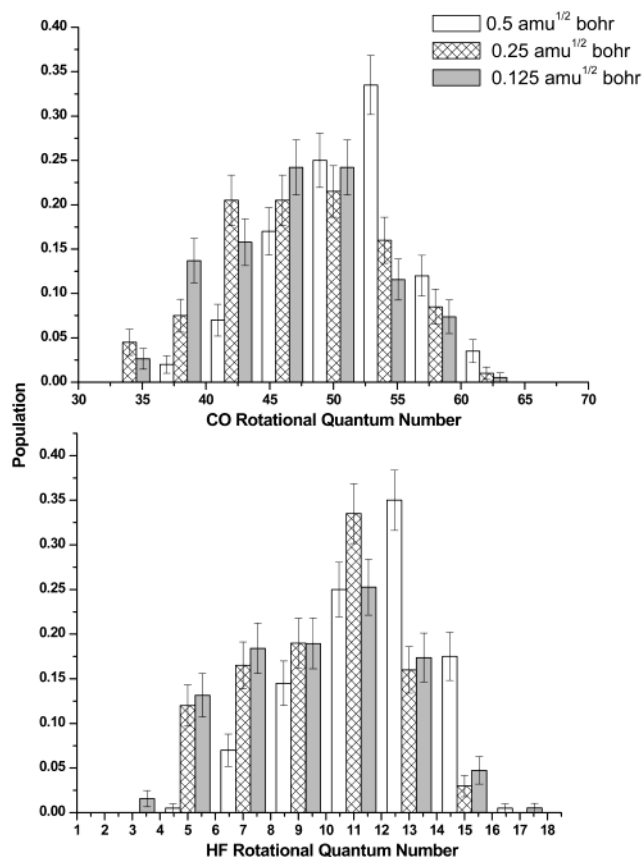 0.5 amu1/2 bohr
0.25 amu1/2 bohr
0.125 amu1/2 bohr
0.40
0.35
0.30
0.25
0.20
0.15
0.10
0.05
0.00
30 35 40 45 50 55 60 65 70
CO Rotational Quantum Number
Population
0.40
0.35
0.30
0.25
0.20
0.15
0.10
0.05
0.00
1 2 3 4 5 6 7 8 9 10 11 12 13 14 15 16 17 18
HF Rotational Quantum Number